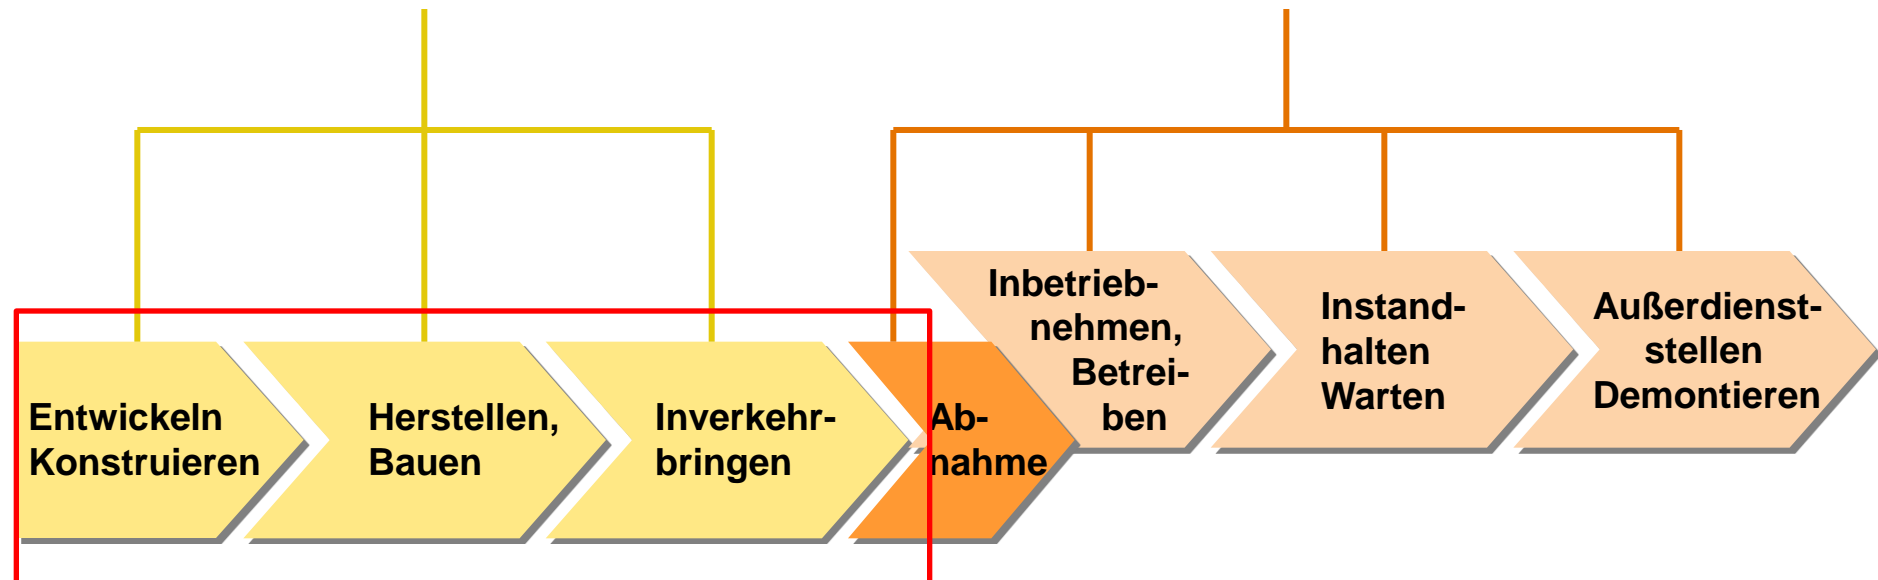 Entwickeln
Konstruieren
Herstellen,
Bauen
Inverkehr-
bringen
Ab-
nahme
Inbetrieb-
nehmen,
Betrei-
ben
Instand-
halten
Warten
Außerdienst-
stellen
Demontieren